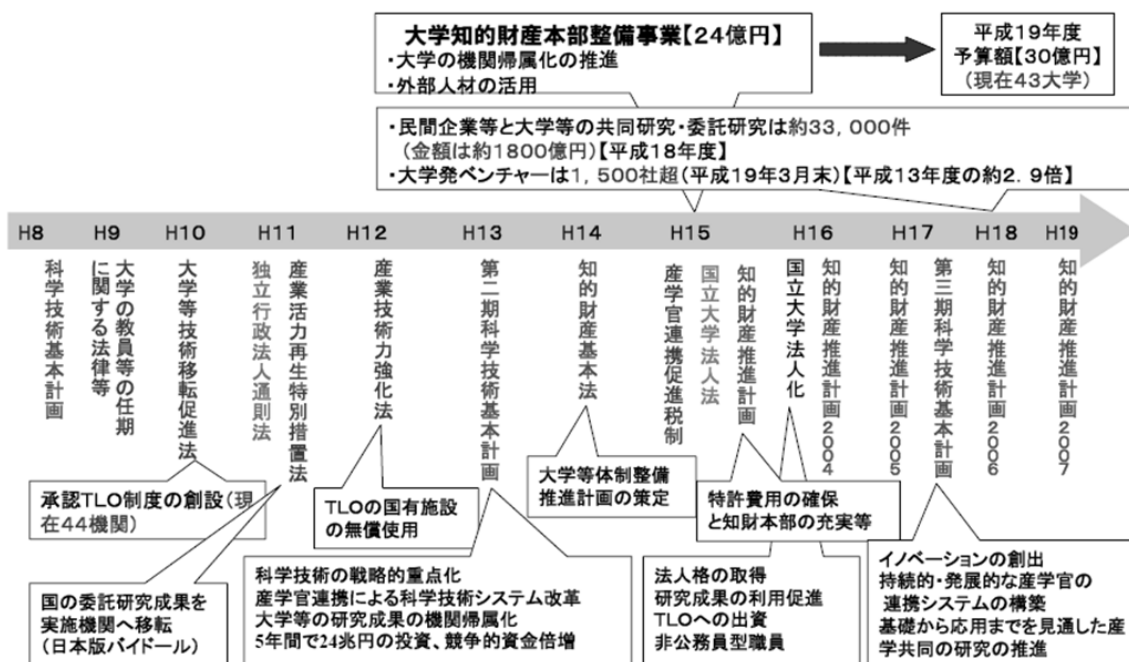 大学知的財産本部整備事業【24億円】
・大学の機関帰属化の推進
・外部人材の活用
平成19年度
予算額【30億円】
(現在43大学)
・民間企業等と大学等の共同研究・委託研究は約33,000件
(金額は約1800億円)【平成18年度】
・大学発ベンチャーは1,500社超(平成19年3月末)【平成13年度の約2.9倍】
H8 H9 H10 H11 H12 H13 H14 H15 H16 H17 H18 H19
科学技術基本計画
大学の教員等の任期
に関する法律等
大学等技術移転促進法
独立行政法人通則法
産業活力再生特別措置法
産業技術力強化法
第二期科学技術基本計画
知的財産基本法
産学官連携促進税制
国立大学法人法
知的財産推進計画
国立大学法人化
知的財産推進計画2004
知的財産推進計画2005
第三期科学技術基本計画
知的財産推進計画2006
知的財産推進計画2007
承認TLO制度の創設(現
在44機関)
TLOの国有施設
の無償使用
大学等体制整備
推進計画の策定
特許費用の確保
と知財本部の充実等
国の委託研究成果を
実施機関へ移転
(日本版バイドール)
科学技術の戦略的重点化
産学官連携による科学技術システム改革
大学等の研究成果の機関帰属化
5年間で24兆円の投資、競争的資金倍増
法人格の取得
研究成果の利用促進
TLOへの出資
非公務員型職員
イノベーションの創出
持続的・発展的な産学官の
連携システムの構築
基礎から応用までを見通した産
学共同の研究の推進